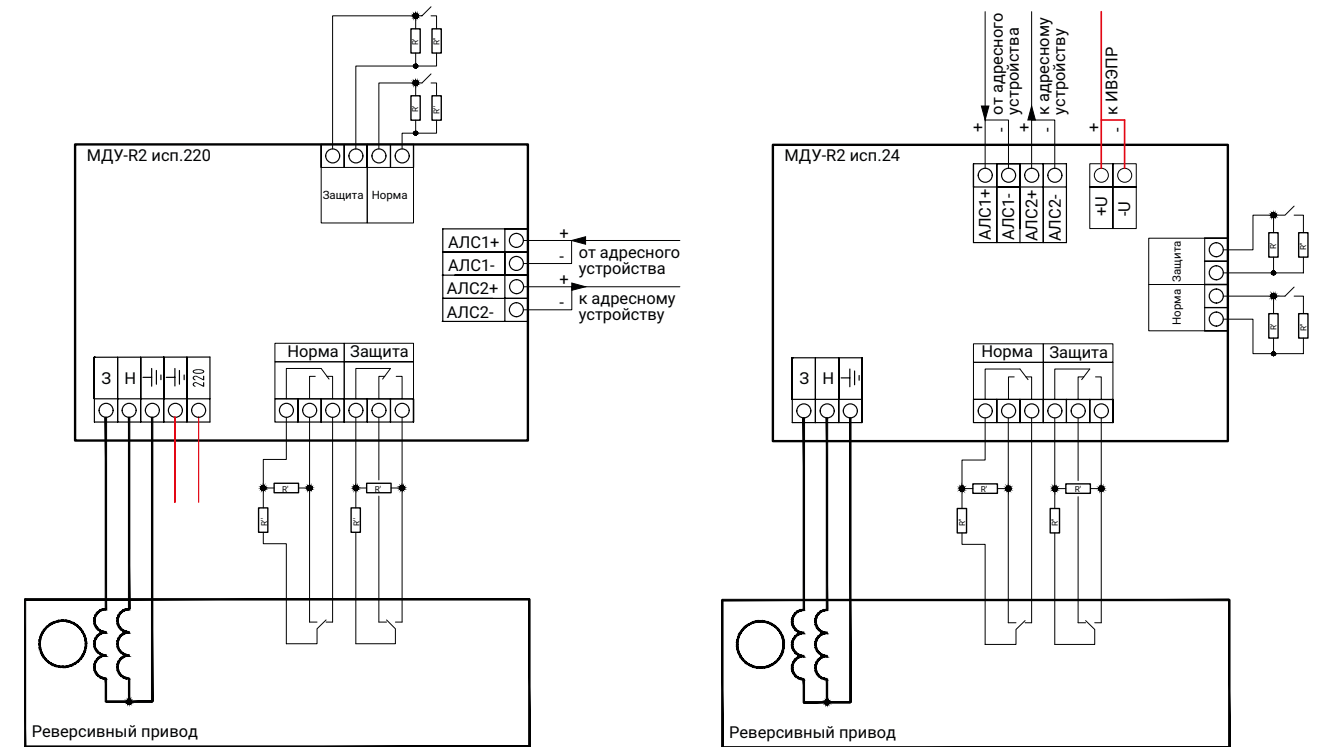 R'
R'
R'
R'
МДУ-R2 исп.220
Защита
Норма
АЛС1+
АЛС1-
АЛС2+
АЛС2-
+
-
+
-
от адресного
устройства
к адресному
устройству
Норма
Защита
З
Н
220
R'
R'
R'
R'
Реверсивный привод
от адресного
устройства
к адресному
устройству
к ИВЭПР
+
-
+
-
+
-
МДУ-R2 исп.24
АЛС1+
АЛС1-
АЛС2+
АЛС2-
+U
-U
Защита
Норма
R'
R'
R'
R'
Норма
Защита
З
Н
R'
R'
R'
R'
Реверсивный привод